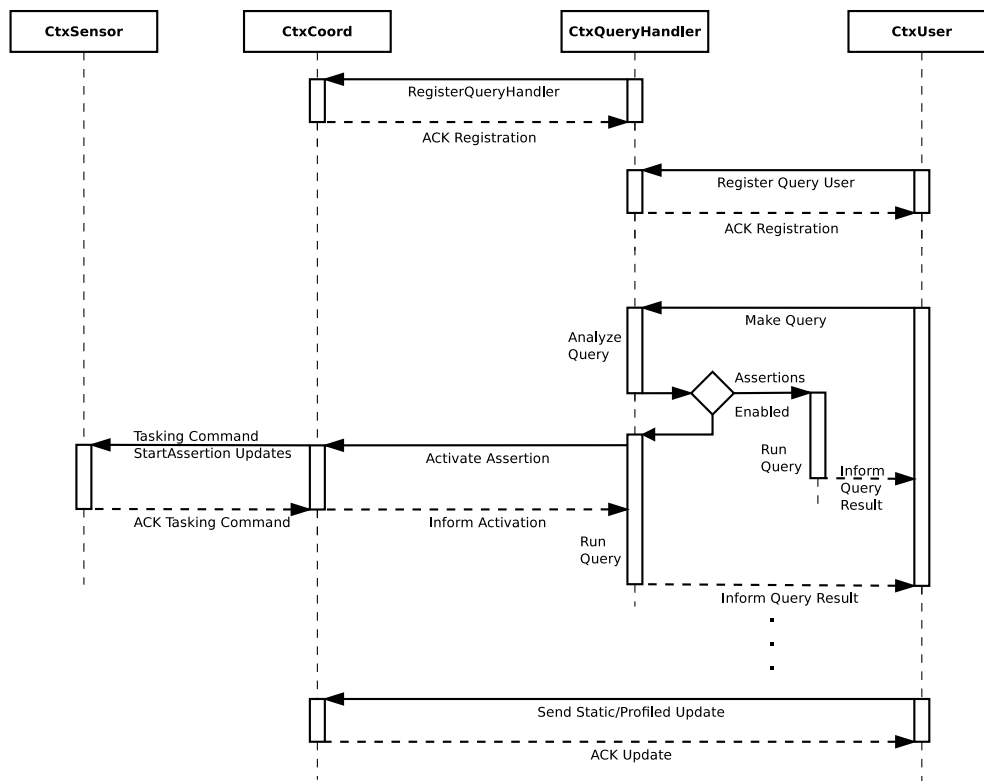 CtxSensor
CtxCoord
CtxQueryHandler
CtxUser
RegisterQueryHandler
ACK Registration
Register Query User
ACK Registration
Make Query
Analyze
Query
Assertions
Enabled
Tasking Command
StartAssertion Updates
Activate Assertion
Run
Query
Inform
Query
Result
ACK Tasking Command
Inform Activation
Run
Query
Inform Query Result
Send Static/Profiled Update
ACK Update